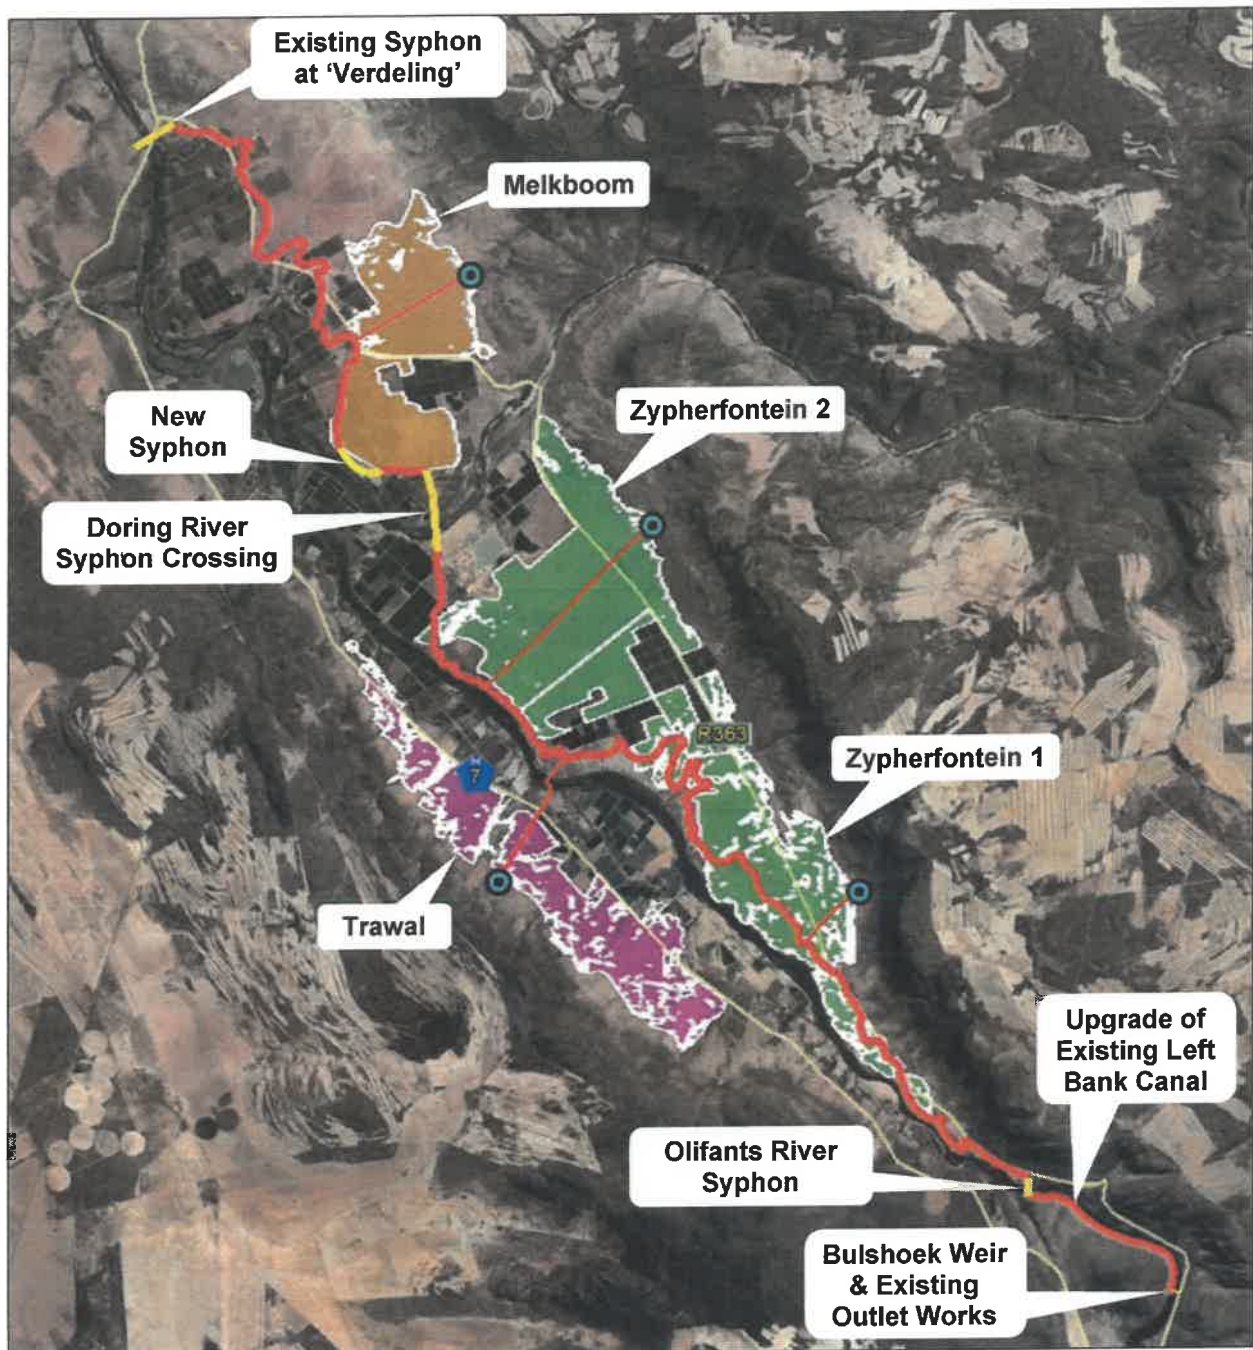 Existing Syphon
at ‘Verdeling’
Melkboom
Zypherfontein 2
New
Syphon
Doring River
Syphon Crossing
R363
Zypherfontein 1
7
Trawal
Upgrade of
Existing Left
Bank Canal
Olifants River
Syphon
Bulshoek Weir
& Existing
Outlet Works